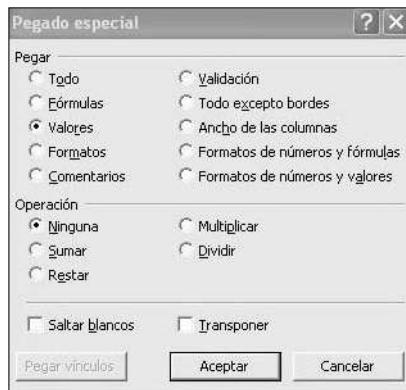 Pegado especial
Pegar
Todo
Validación
Fórmulas
Todo excepto bordes
Valores
Ancho de las columnas
Formatos
Formatos de números y fórmulas
Comentarios
Formatos de números y valores
Operación
Ninguna
Multiplicar
Sumar
Dividir
Restar
Saltar blancos
Transponer
Pegar vínculos
Aceptar
Cancelar